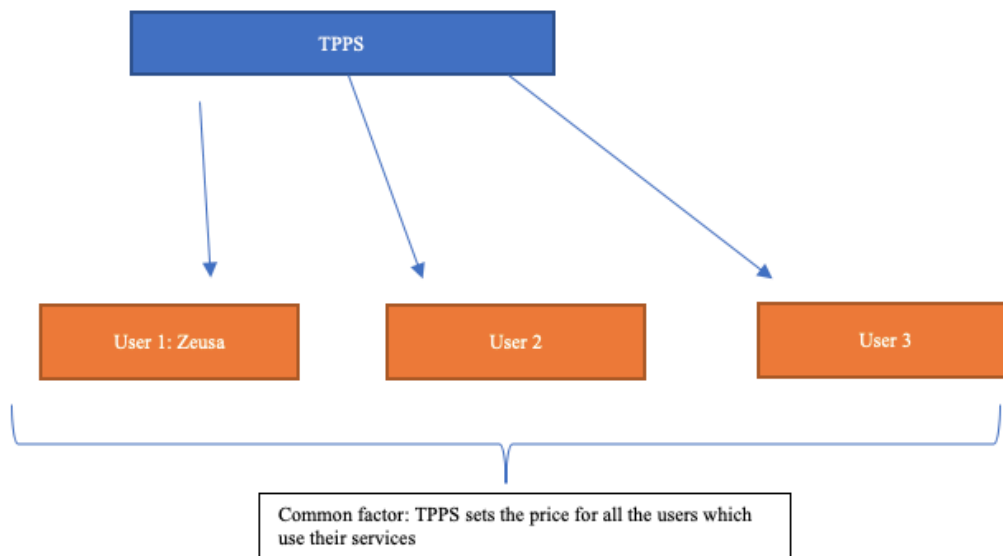 TPPS
User 1: Zeusa
User 2
User 3
Common factor: TPPS sets the price for all the users which
use their services